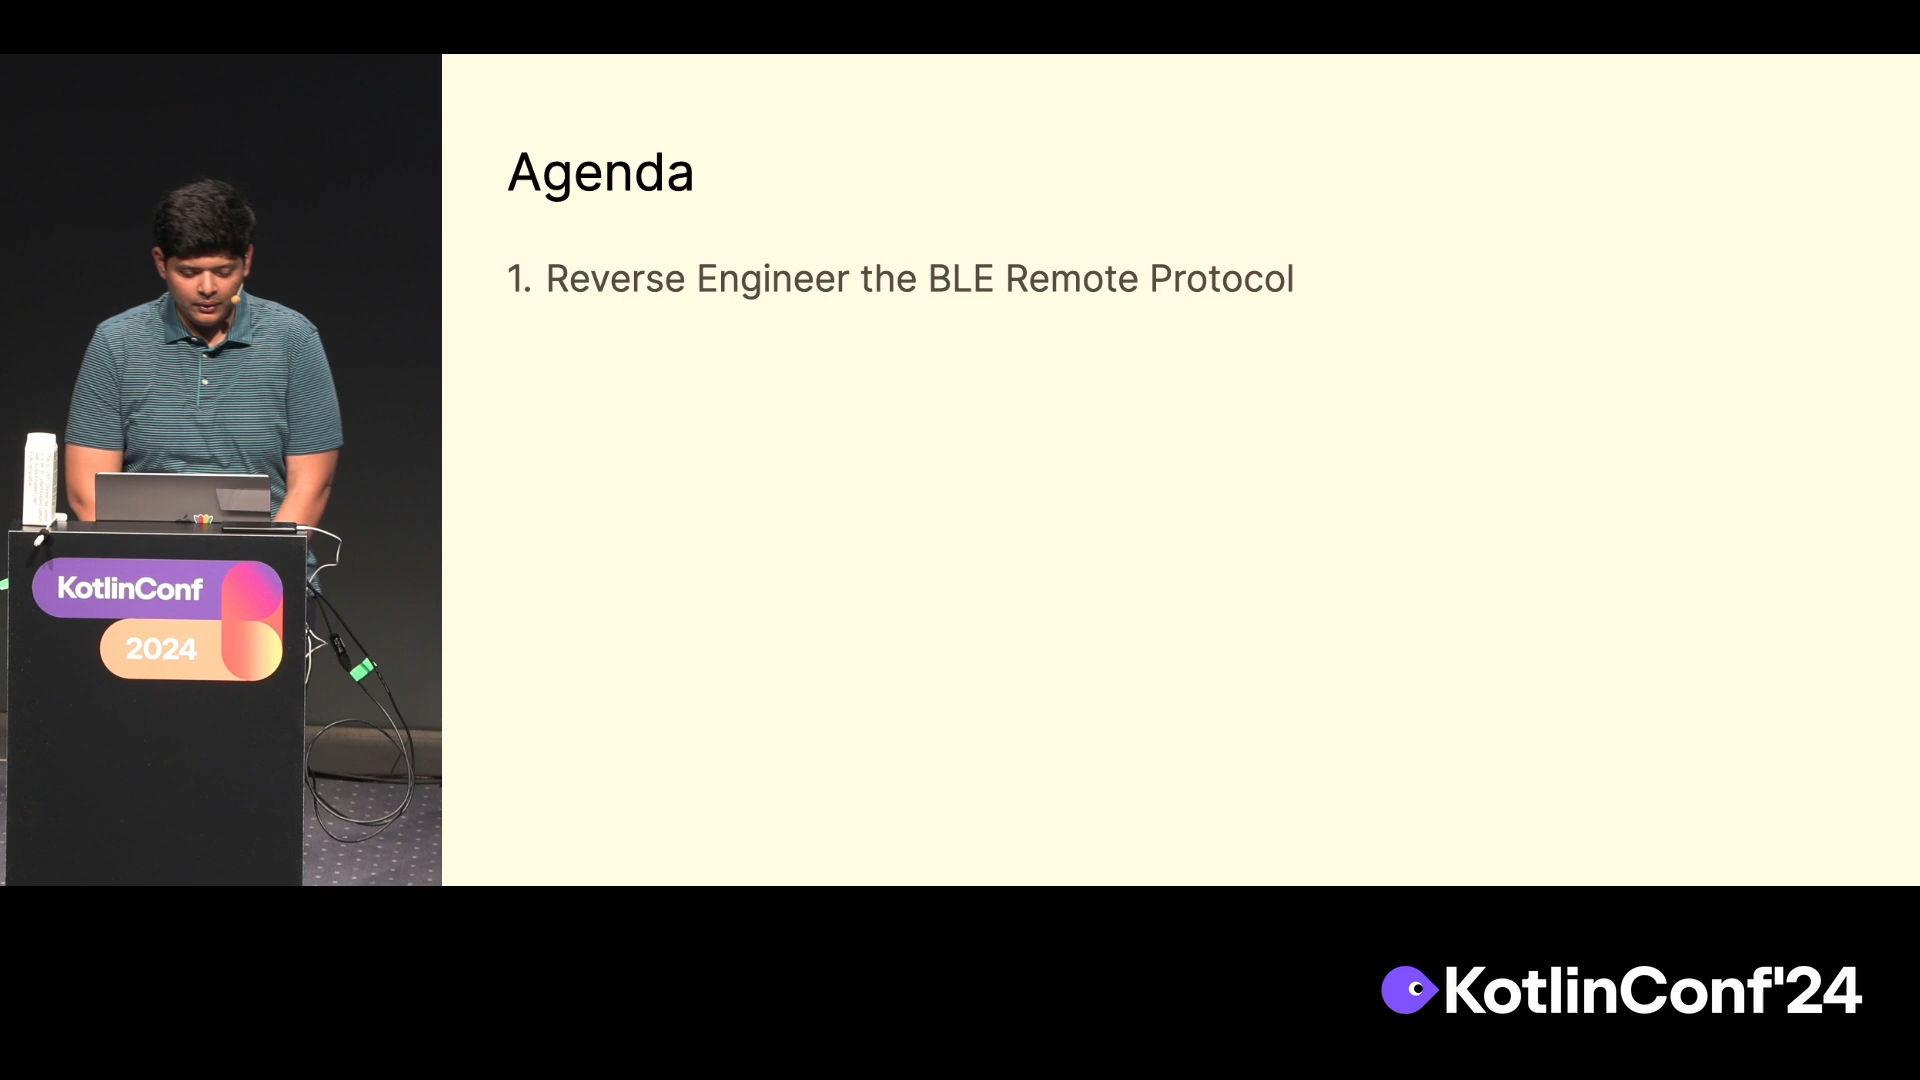 Agenda
1. Reverse Engineer the BLE Remote Protocol
KotlinConf
2024
KotlinConf'24